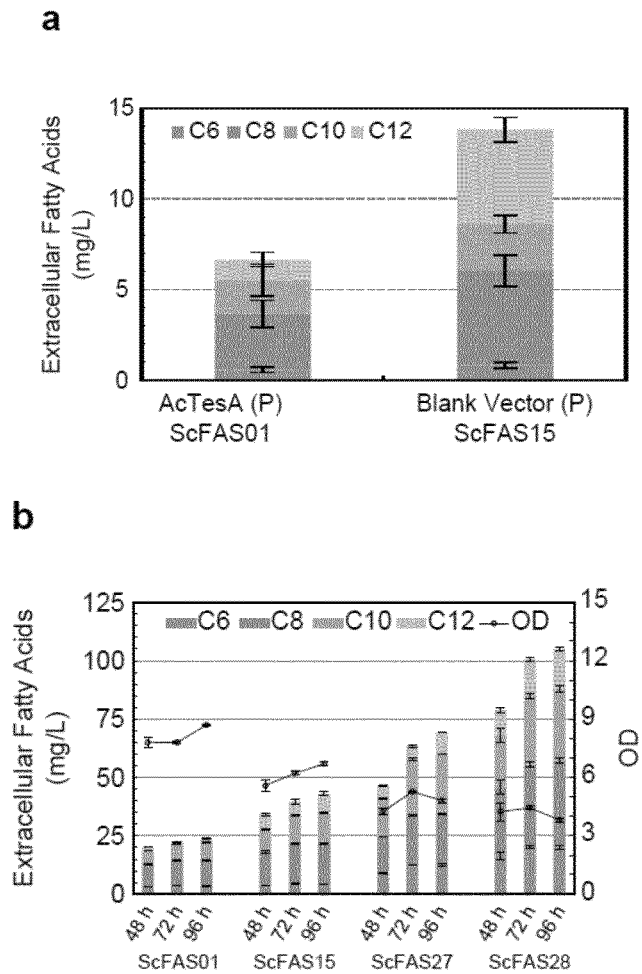 a
Extracellular Fatty Acids
(mg/L)
15
10
5
0
C6 C8 C10 C12
AcTesA (P)
ScFAS01
Blank Vector (P)
ScFAS15
b
Extracellular Fatty Acids
(mg/L)
125
100
75
50
25
0
C6 C8 C10 C12 OD
15
12
9
6
3
0
OD
48 h 72 h 96 h 48 h 72 h 96 h 48 h 72 h 96 h 48 h 72 h 96 h
ScFAS01 ScFAS15 ScFAS27 ScFAS28